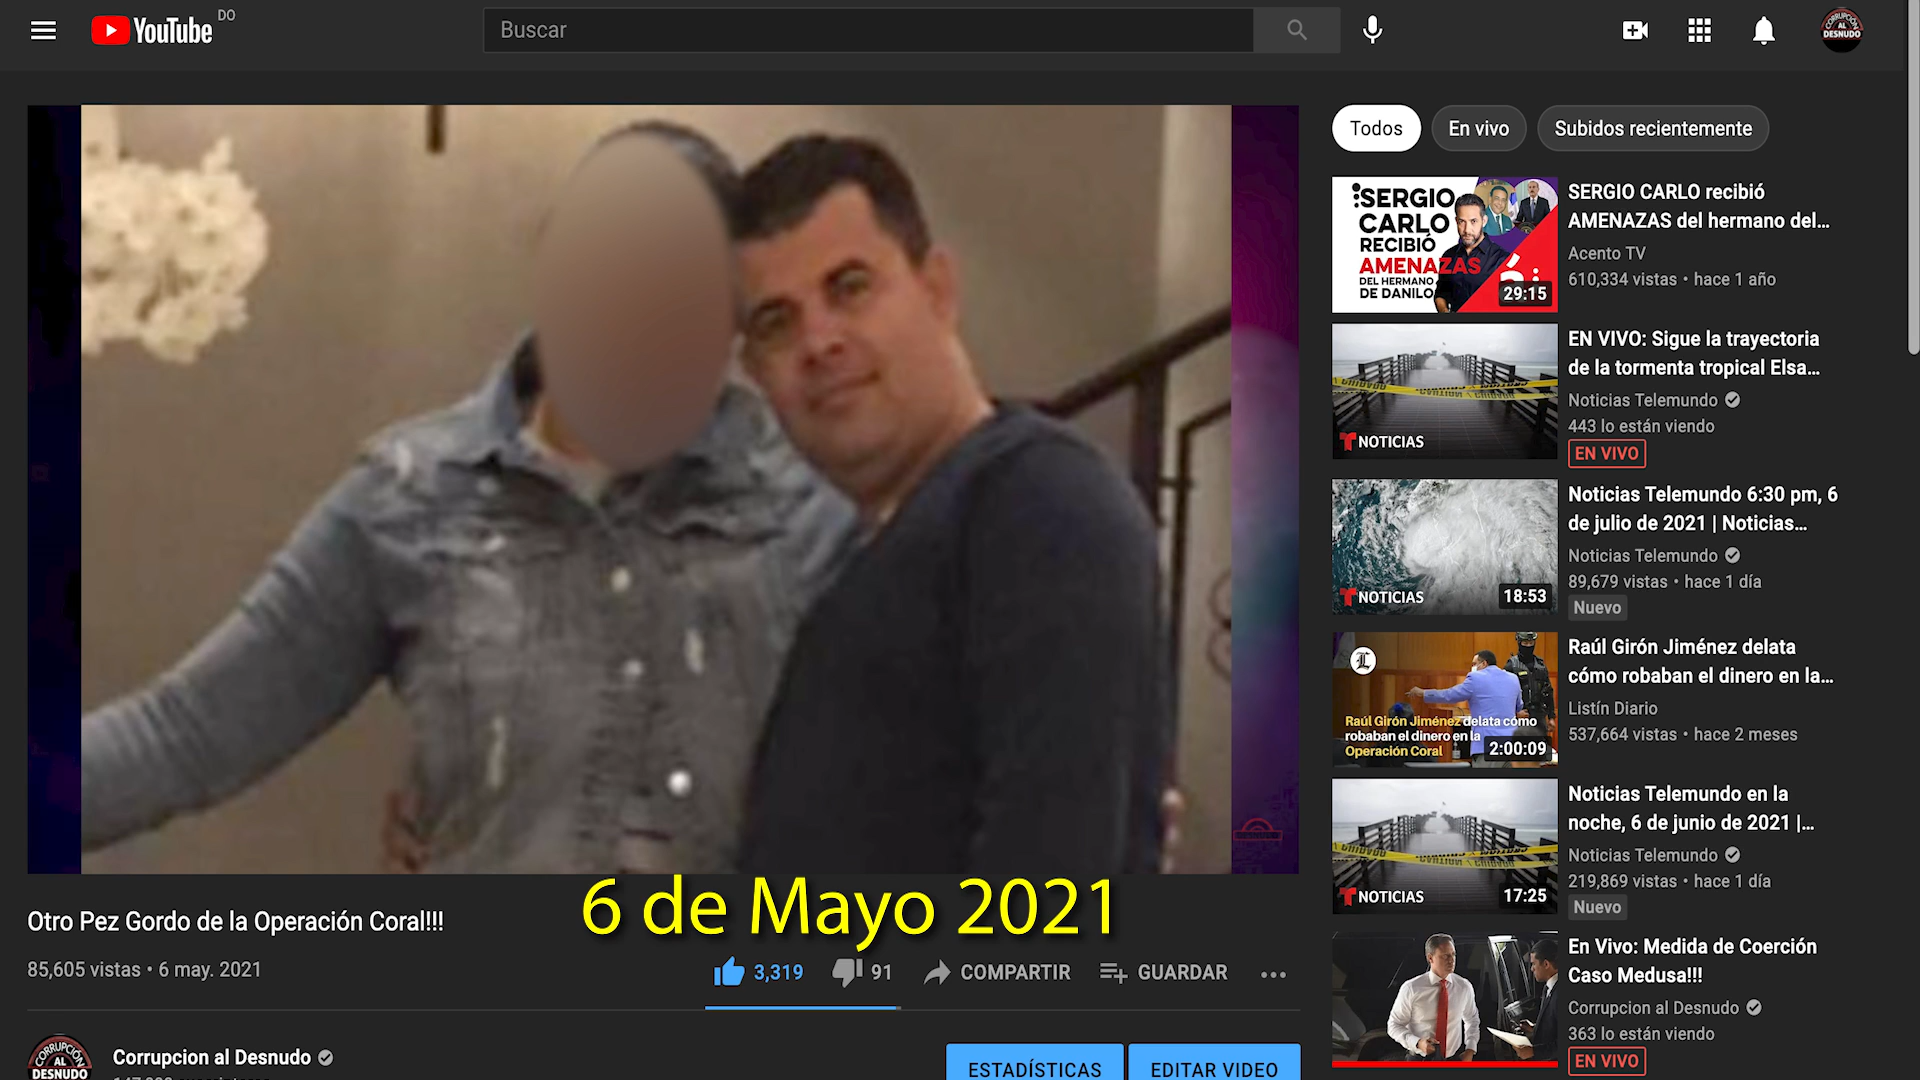 YouTube DO
Buscar
CORRUPCIÓN
AL
DESNUDO
Todos
En vivo
Subidos recientemente
SERGIO
CARLO
RECIBIÓ
AMENAZAS
DEL HERMANO
DE DANILO
29:15
SERGIO CARLO recibió
AMENAZAS del hermano del...
Acento TV
610,334 vistas • hace 1 año
NOTICIAS
EN VIVO: Sigue la trayectoria
de la tormenta tropical Elsa...
Noticias Telemundo
443 lo están viendo
EN VIVO
NOTICIAS
18:53
Noticias Telemundo 6:30 pm, 6
de julio de 2021 | Noticias...
Noticias Telemundo
89,679 vistas • hace 1 día
Nuevo
L
Raúl Girón Jiménez delata cómo
robaban el dinero en la
Operación Coral
2:00:09
Raúl Girón Jiménez delata
cómo robaban el dinero en la...
Listín Diario
537,664 vistas • hace 2 meses
NOTICIAS
17:25
Noticias Telemundo en la
noche, 6 de junio de 2021 |...
Noticias Telemundo
219,869 vistas • hace 1 día
Nuevo
En Vivo: Medida de Coerción
Caso Medusa!!!
Corrupcion al Desnudo
363 lo están viendo
EN VIVO
6 de Mayo 2021
Otro Pez Gordo de la Operación Coral!!!
85,605 vistas • 6 may. 2021
3,319
91
COMPARTIR
GUARDAR
CORRUPCIÓN
AL
DESNUDO
Corrupcion al Desnudo
ESTADÍSTICAS
EDITAR VIDEO